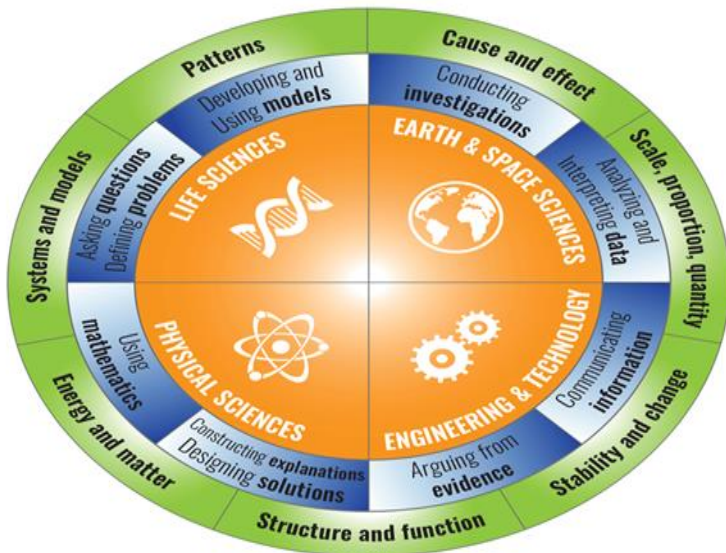 Patterns
Cause and effect
Scale, proportion, quantity
Stability and change
Structure and function
Energy and matter
Systems and models
Developing and
Using models
Conducting
investigations
Analyzing and
Interpreting data
Communicating
information
Arguing from
evidence
Constructing explanations
Designing solutions
Using
mathematics
Asking questions
Defining problems
LIFE SCIENCES
EARTH & SPACE SCIENCES
PHYSICAL SCIENCES
ENGINEERING & TECHNOLOGY